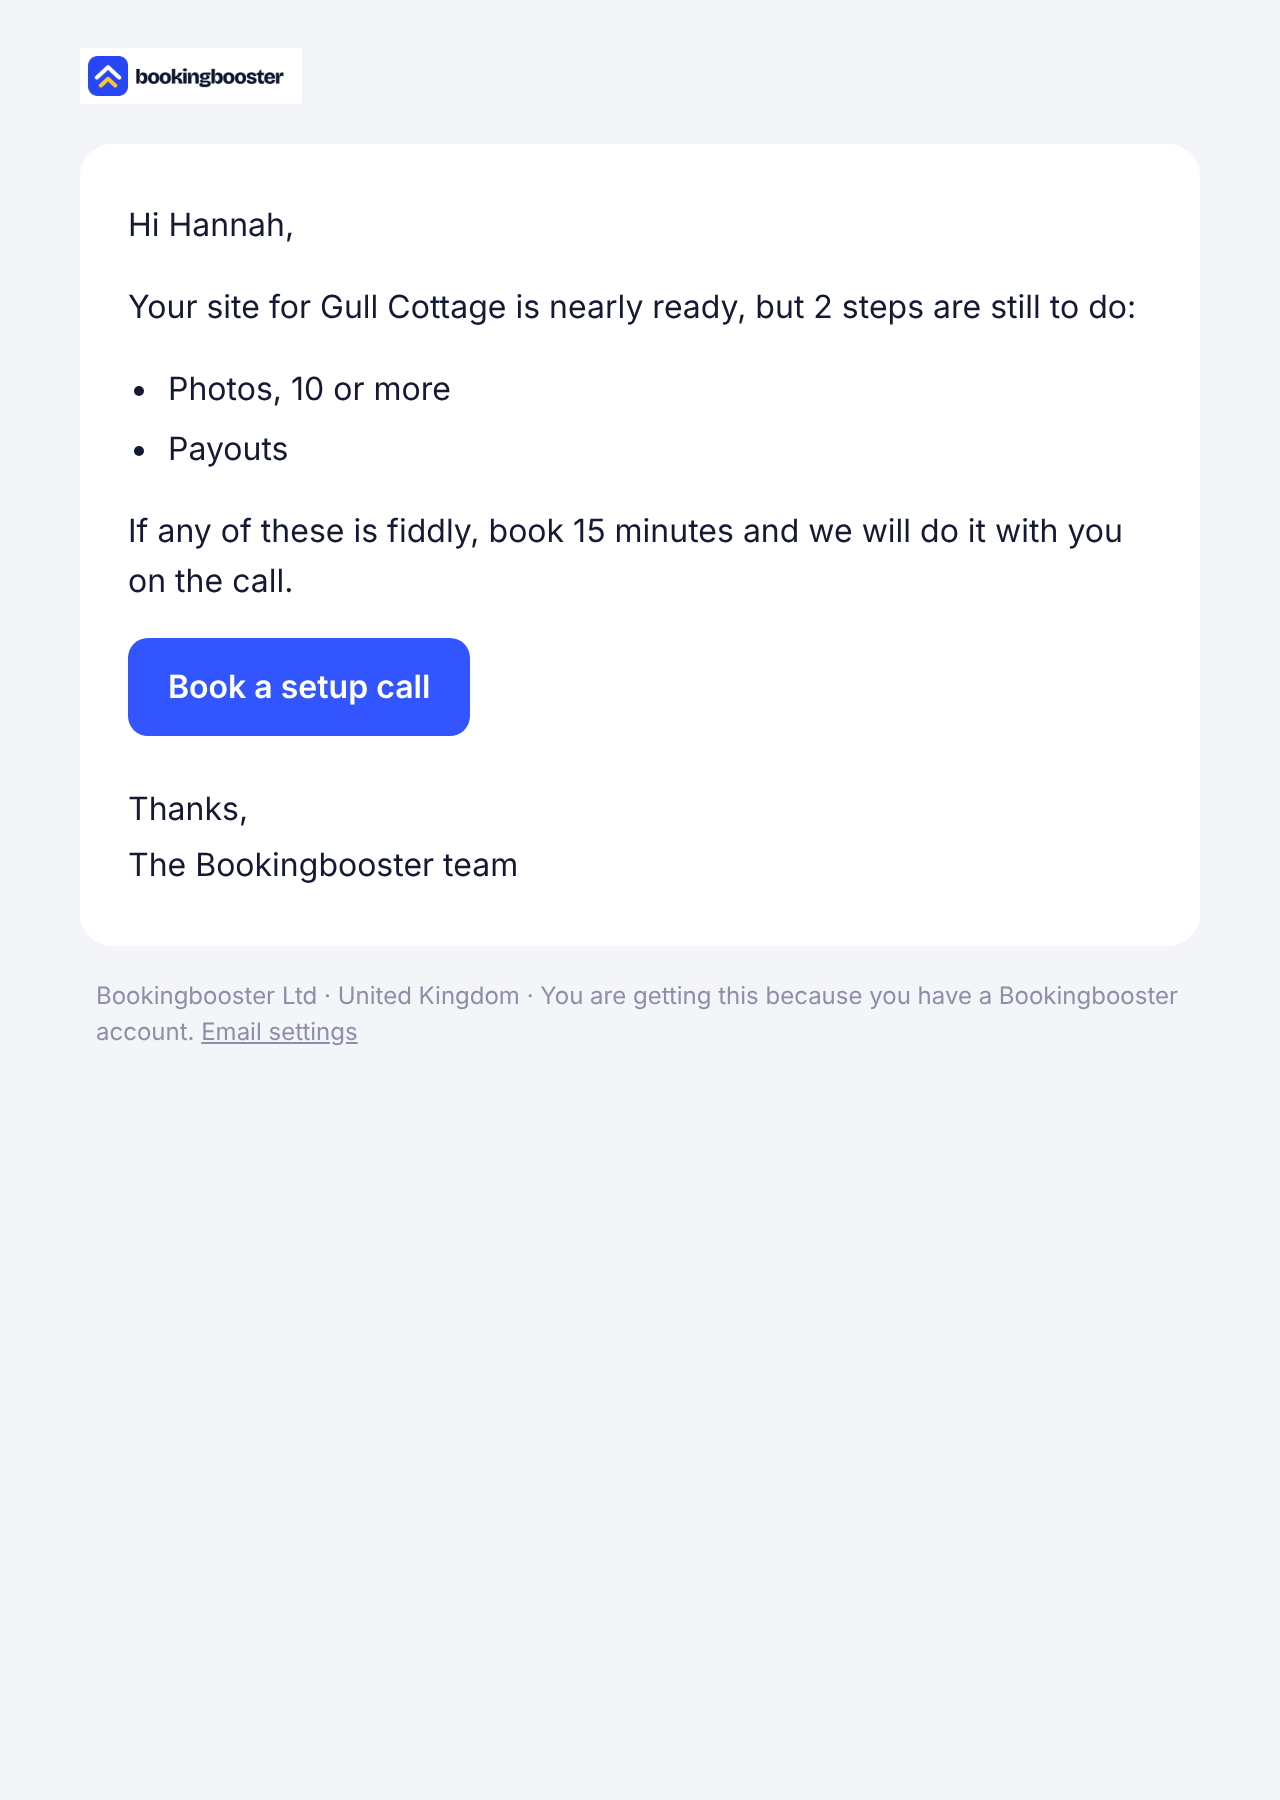 bookingbooster
Hi Hannah,
Your site for Gull Cottage is nearly ready, but 2 steps are still to do:
• Photos, 10 or more
• Payouts
If any of these is fiddly, book 15 minutes and we will do it with you
on the call.
Book a setup call
Thanks,
The Bookingbooster team
Bookingbooster Ltd · United Kingdom · You are getting this because you have a Bookingbooster
account. Email settings